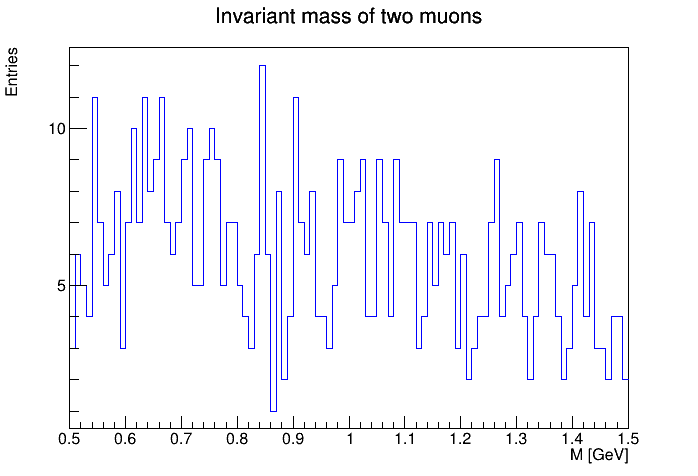 Invariant mass of two muons
Entries
10
5
0.5 0.6 0.7 0.8 0.9 1 1.1 1.2 1.3 1.4 1.5
M [GeV]